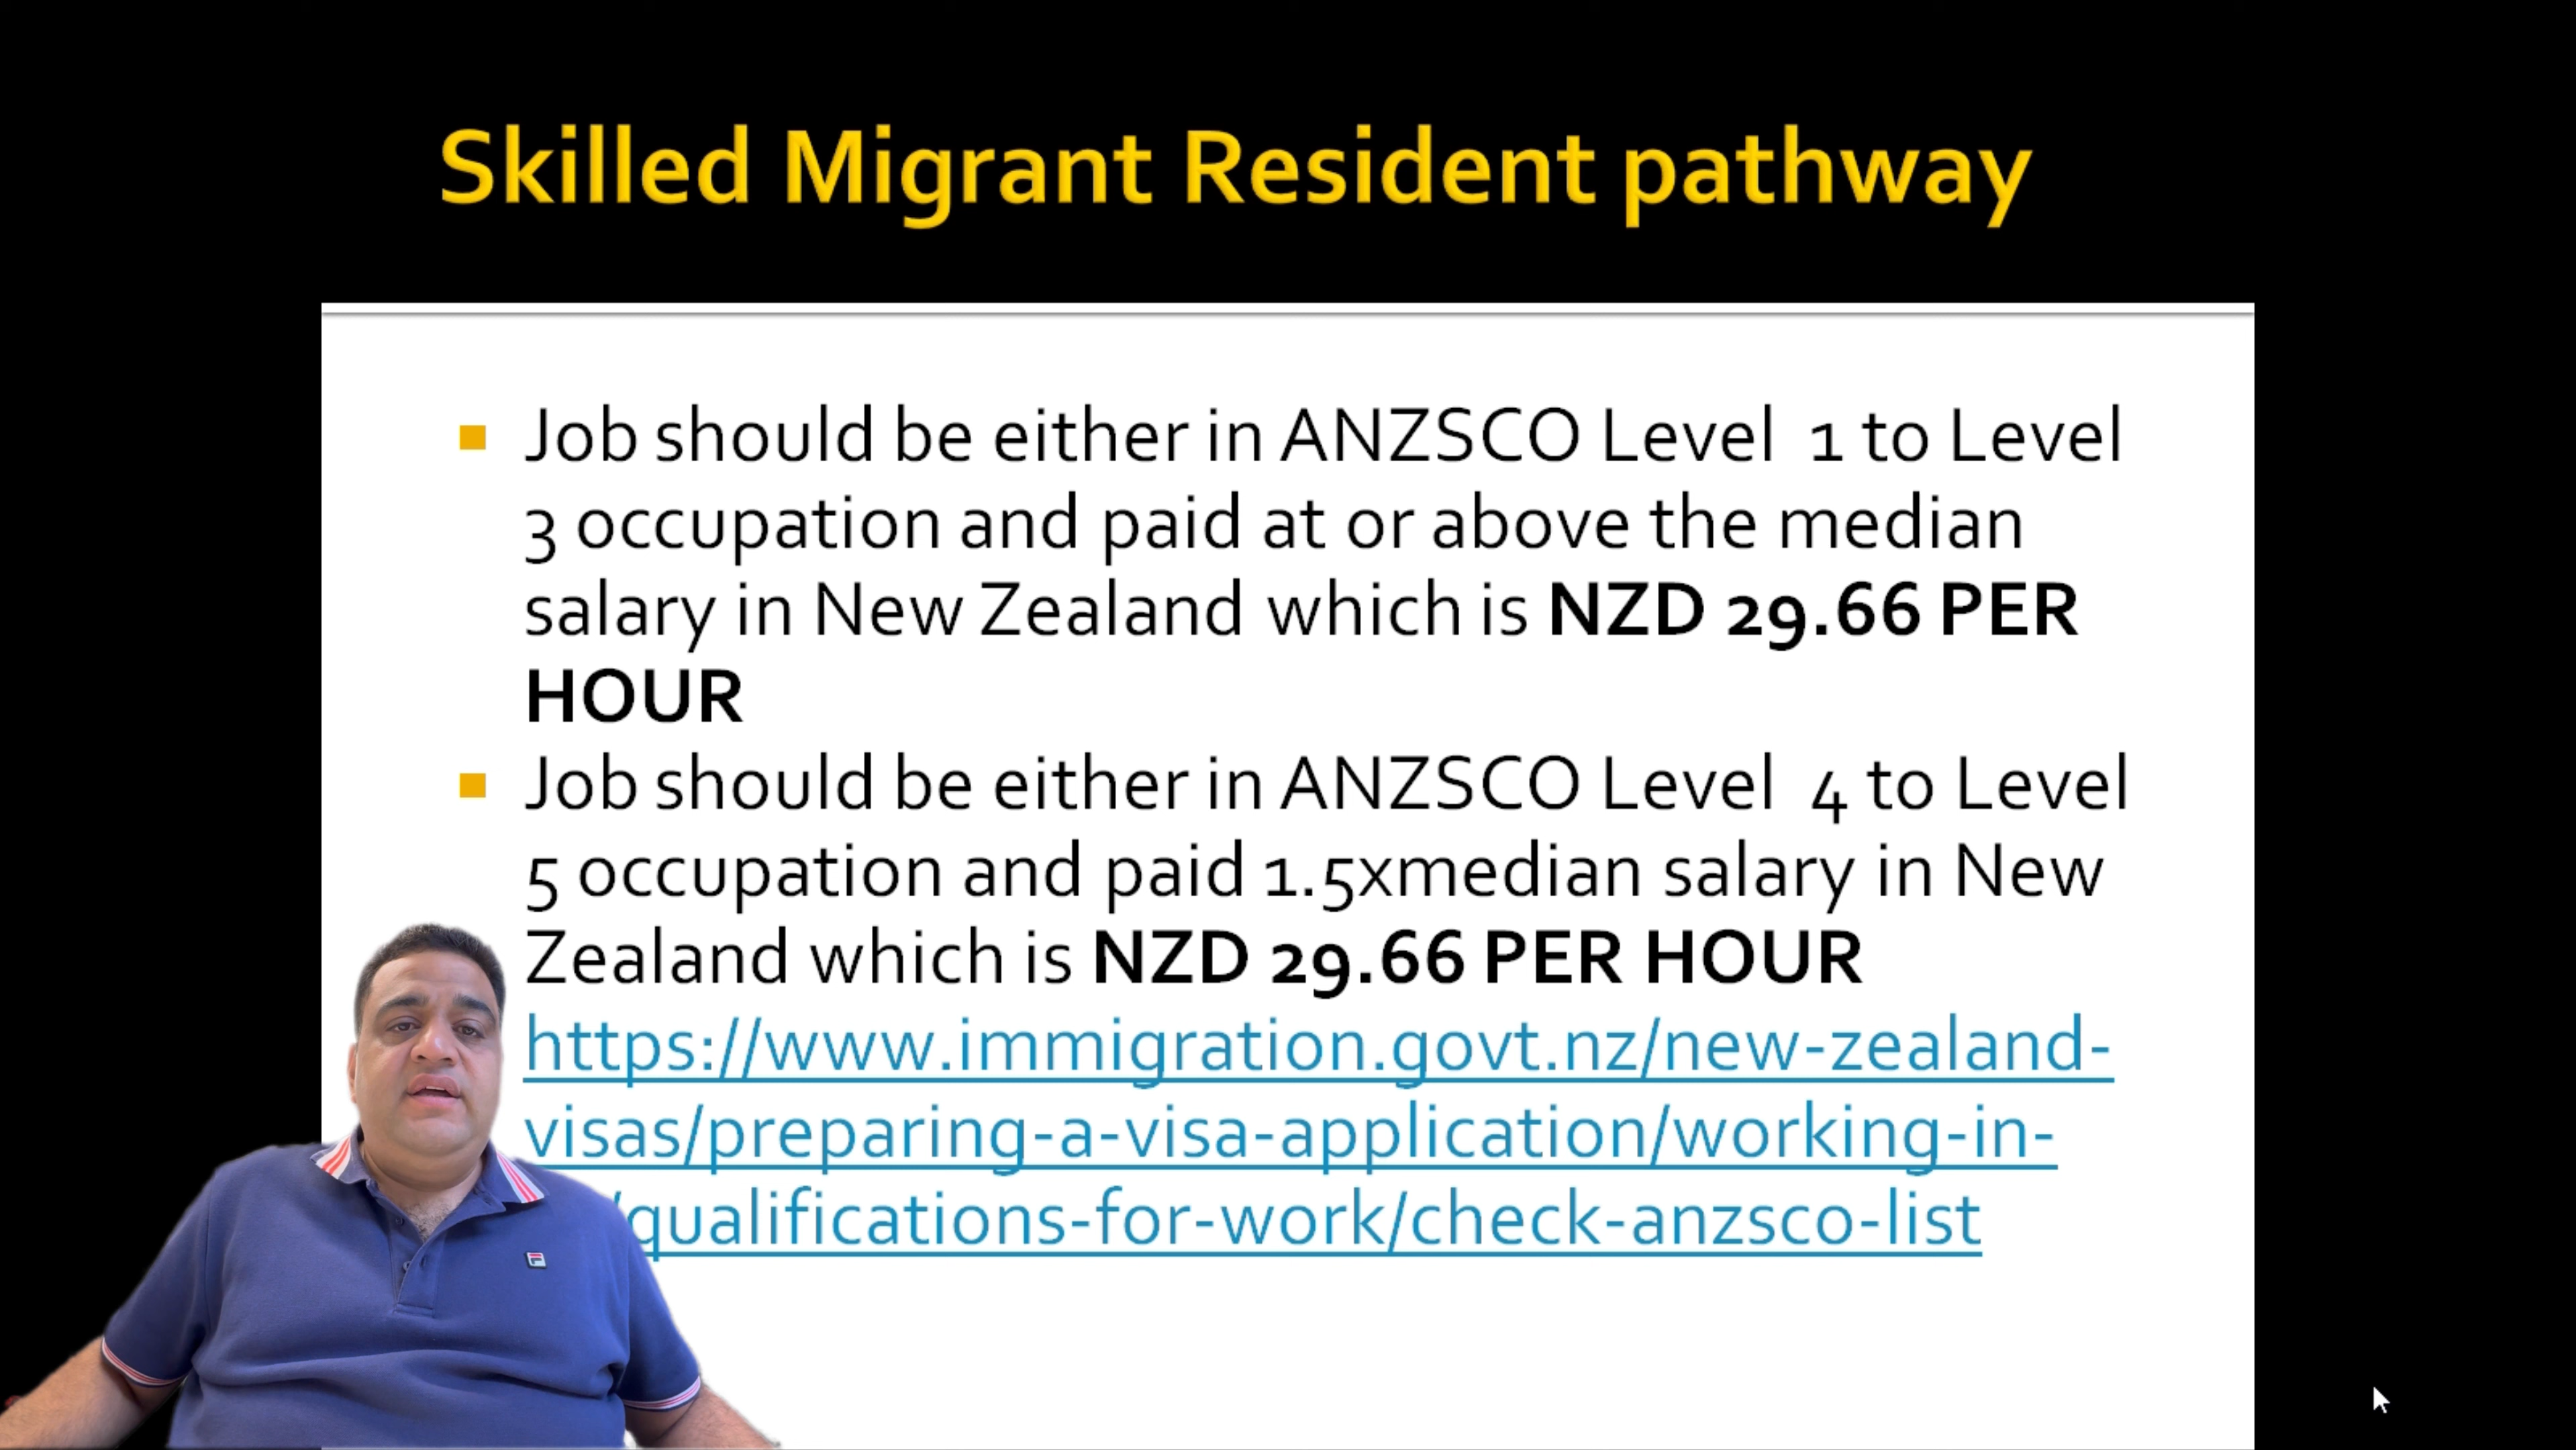 Skilled Migrant Resident pathway
Job should be either in ANZSCO Level 1 to Level
3 occupation and paid at or above the median
salary in New Zealand which is NZD 29.66 PER
HOUR
Job should be either in ANZSCO Level 4 to Level
5 occupation and paid 1.5xmedian salary in New
Zealand which is NZD 29.66 PER HOUR
https://www.immigration.govt.nz/new-zealand-
visas/preparing-a-visa-application/working-in-
qualifications-for-work/check-anzsco-list